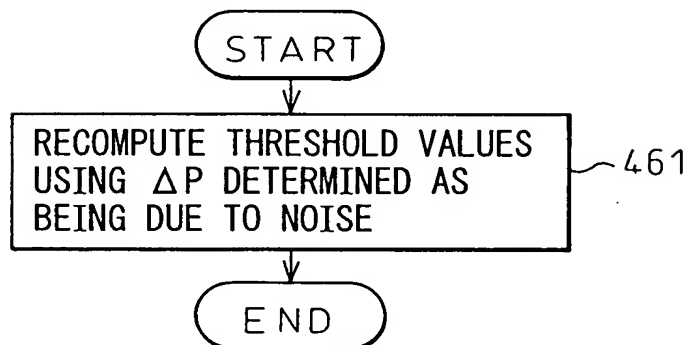 START
RECOMPUTE THRESHOLD VALUES
USING ΔP DETERMINED AS
BEING DUE TO NOISE
461
END